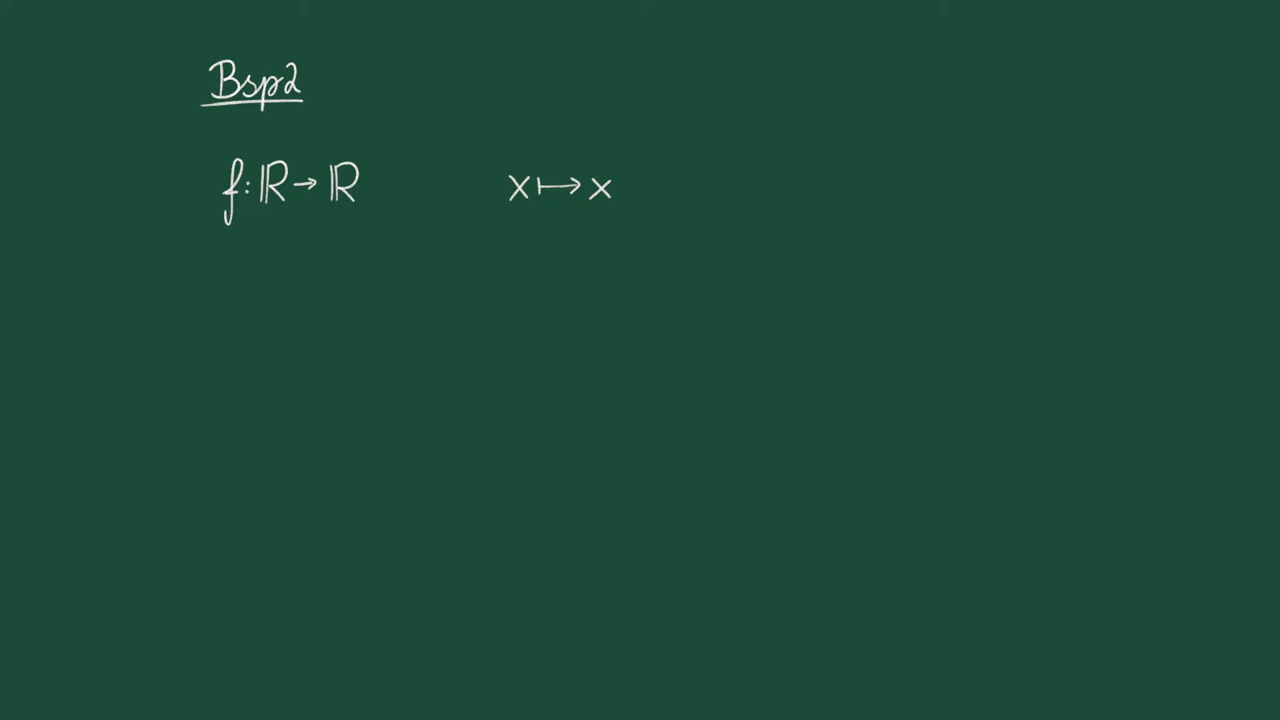 Bsp2
f: ℝ → ℝ x ↦ x